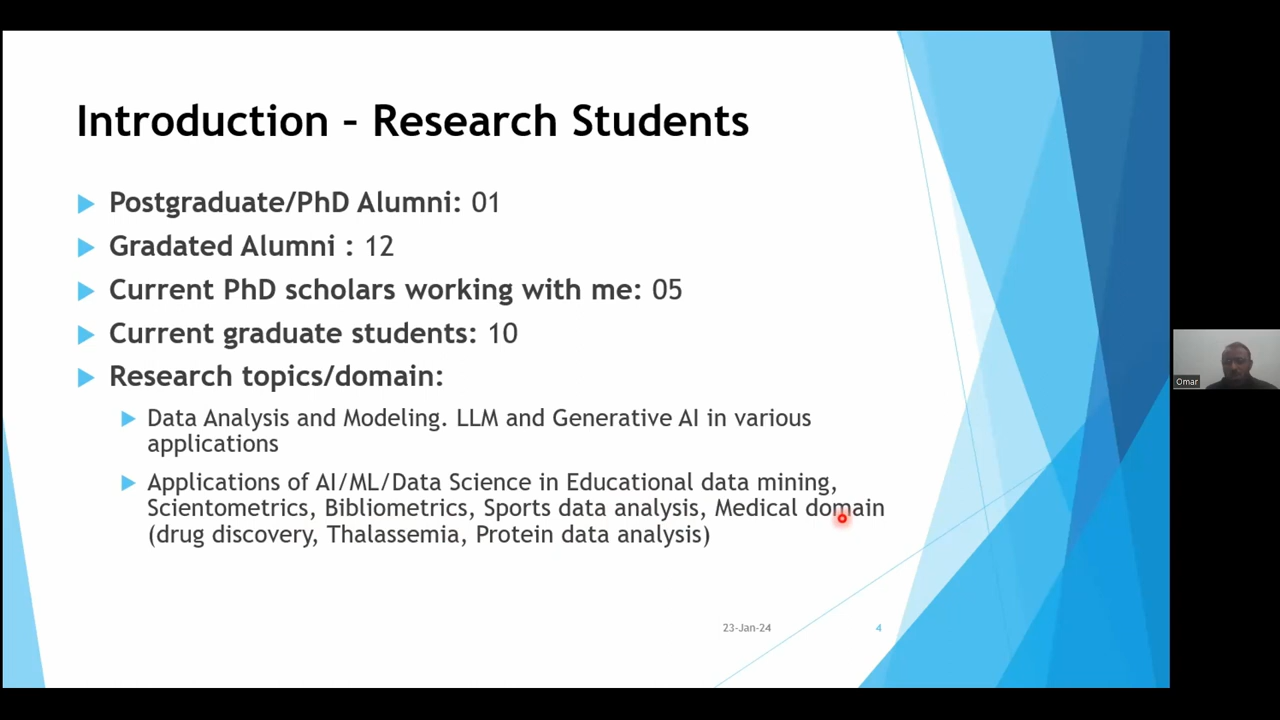 Introduction – Research Students
Postgraduate/PhD Alumni: 01
Gradated Alumni : 12
Current PhD scholars working with me: 05
Current graduate students: 10
Research topics/domain:
Data Analysis and Modeling. LLM and Generative AI in various
applications
Applications of AI/ML/Data Science in Educational data mining,
Scientometrics, Bibliometrics, Sports data analysis, Medical domain
(drug discovery, Thalassemia, Protein data analysis)
23-Jan-24
4
Omar